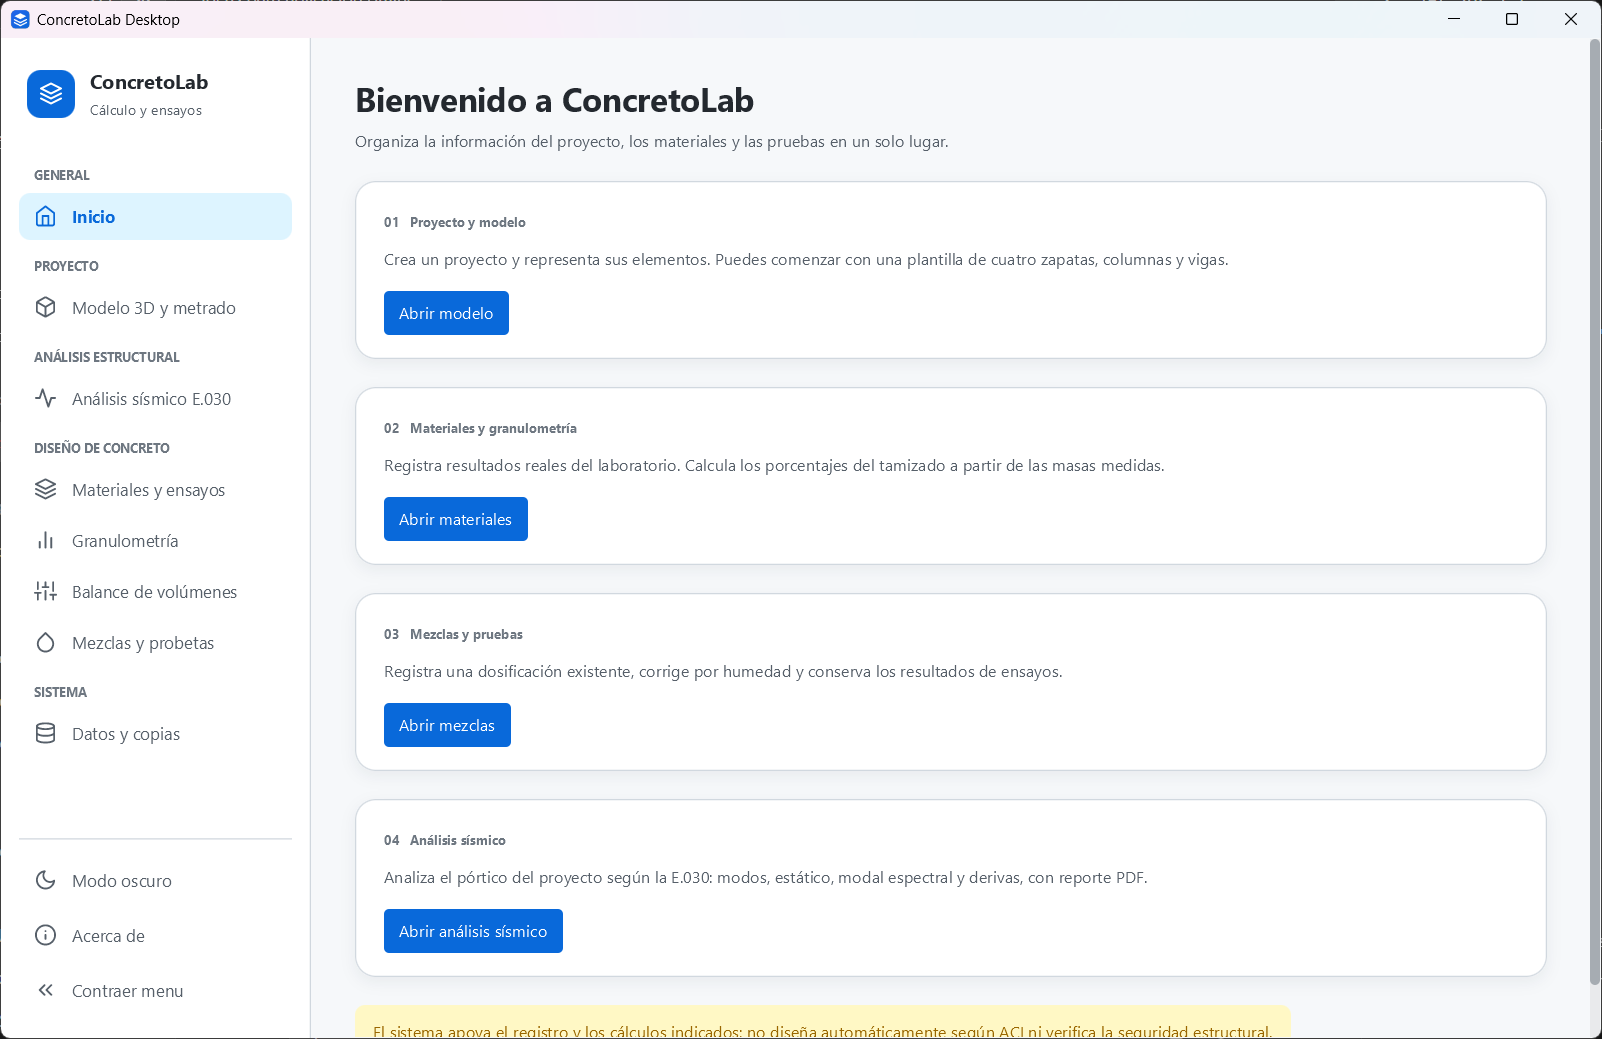 ConcretoLab Desktop
ConcretoLab
Cálculo y ensayos
GENERAL
Inicio
PROYECTO
Modelo 3D y metrado
ANÁLISIS ESTRUCTURAL
Análisis sísmico E.030
DISEÑO DE CONCRETO
Materiales y ensayos
Granulometría
Balance de volúmenes
Mezclas y probetas
SISTEMA
Datos y copias
Modo oscuro
Acerca de
Contraer menu
Bienvenido a ConcretoLab
Organiza la información del proyecto, los materiales y las pruebas en un solo lugar.
01 Proyecto y modelo
Crea un proyecto y representa sus elementos. Puedes comenzar con una plantilla de cuatro zapatas, columnas y vigas.
Abrir modelo
02 Materiales y granulometría
Registra resultados reales del laboratorio. Calcula los porcentajes del tamizado a partir de las masas medidas.
Abrir materiales
03 Mezclas y pruebas
Registra una dosificación existente, corrige por humedad y conserva los resultados de ensayos.
Abrir mezclas
04 Análisis sísmico
Analiza el pórtico del proyecto según la E.030: modos, estático, modal espectral y derivas, con reporte PDF.
Abrir análisis sísmico
El sistema apoya el registro y los cálculos indicados; no diseña automáticamente según ACI ni verifica la seguridad estructural.